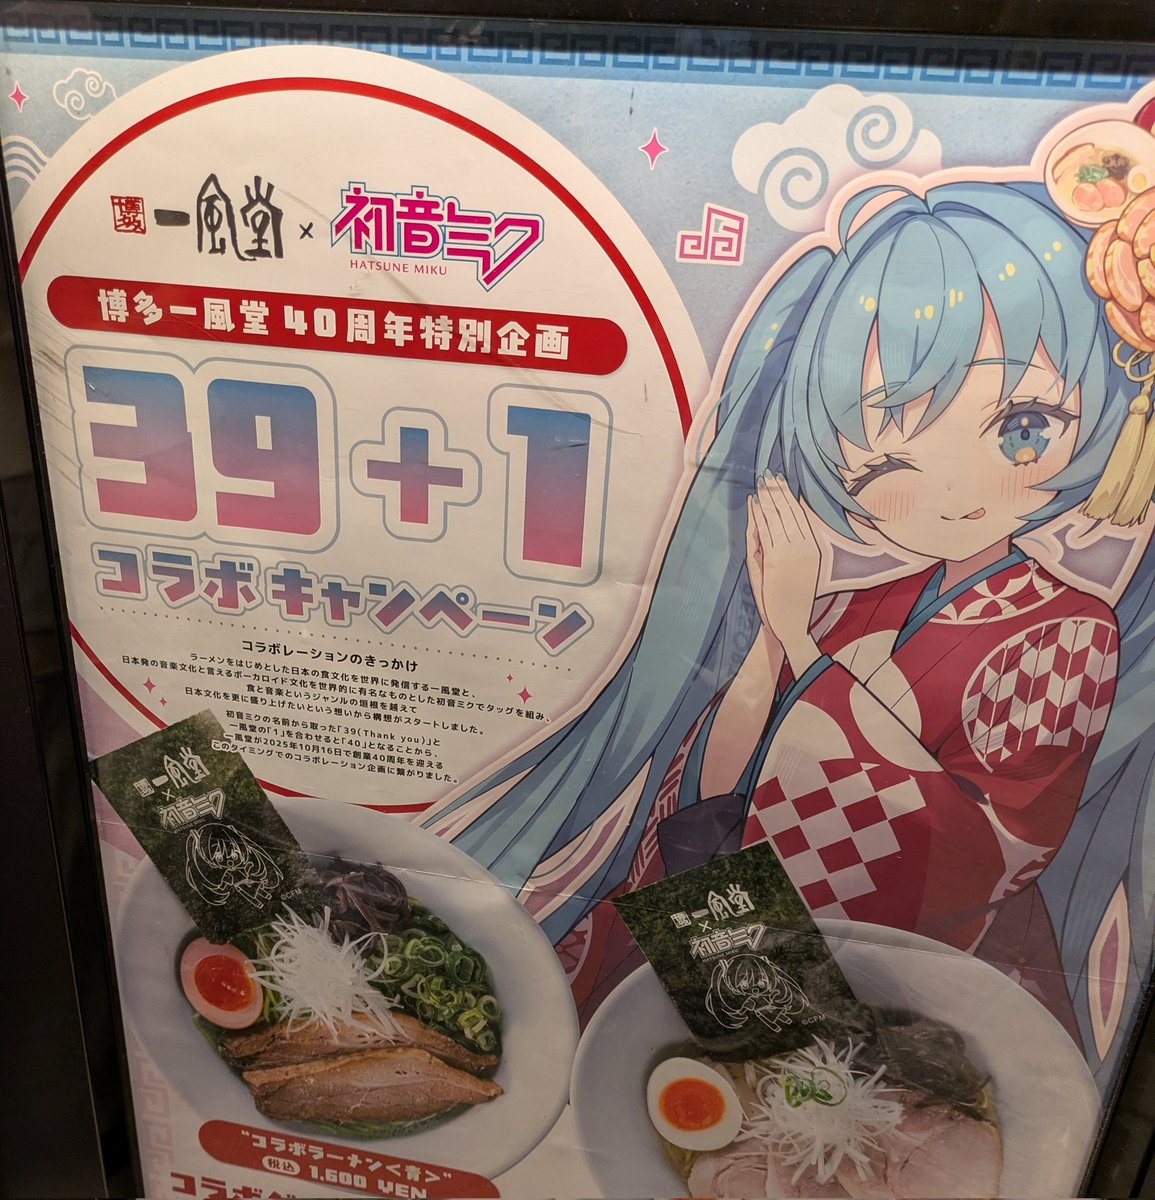 博多 一風堂 × 初音ミク
HATSUNE MIKU
博多一風堂 40周年特別企画
39+1
コラボキャンペーン
コラボレーションのきっかけ
ラーメンをはじめとした日本の食文化を世界に発信する一風堂と、
日本発の音楽文化と言えるボーカロイド文化を世界的に有名なものとした初音ミクでタッグを組み、
食と音楽というジャンルの垣根を越えて
日本文化を更に盛り上げたいという想いから構想がスタートしました。
初音ミクの名前から取った「39(Thank you)」と
一風堂の「1」を合わせると「40」となることから、
一風堂が2025年10月16日で創業40周年を迎える
このタイミングでのコラボレーション企画に繋がりました。
博多 一風堂
×
初音ミク
©CFM
博多 一風堂
×
初音ミク
HATSUNE MIKU
©CFM
"コラボラーメン<青>"
税込 1,600 YEN